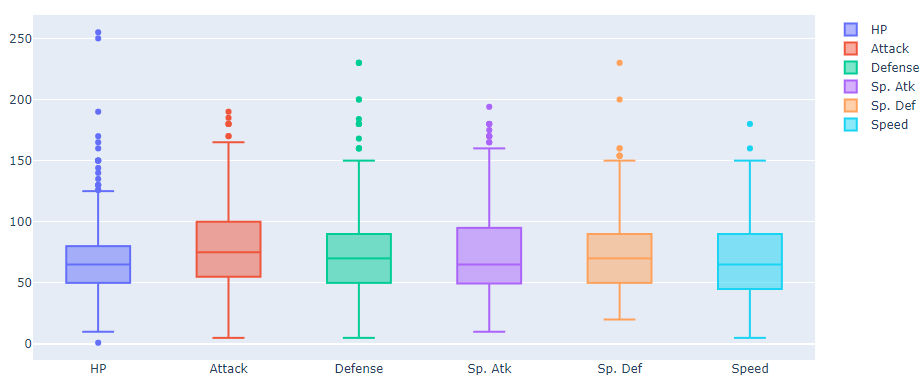 250
200
150
100
50
0
HP Attack Defense Sp. Atk Sp. Def Speed
HP
Attack
Defense
Sp. Atk
Sp. Def
Speed